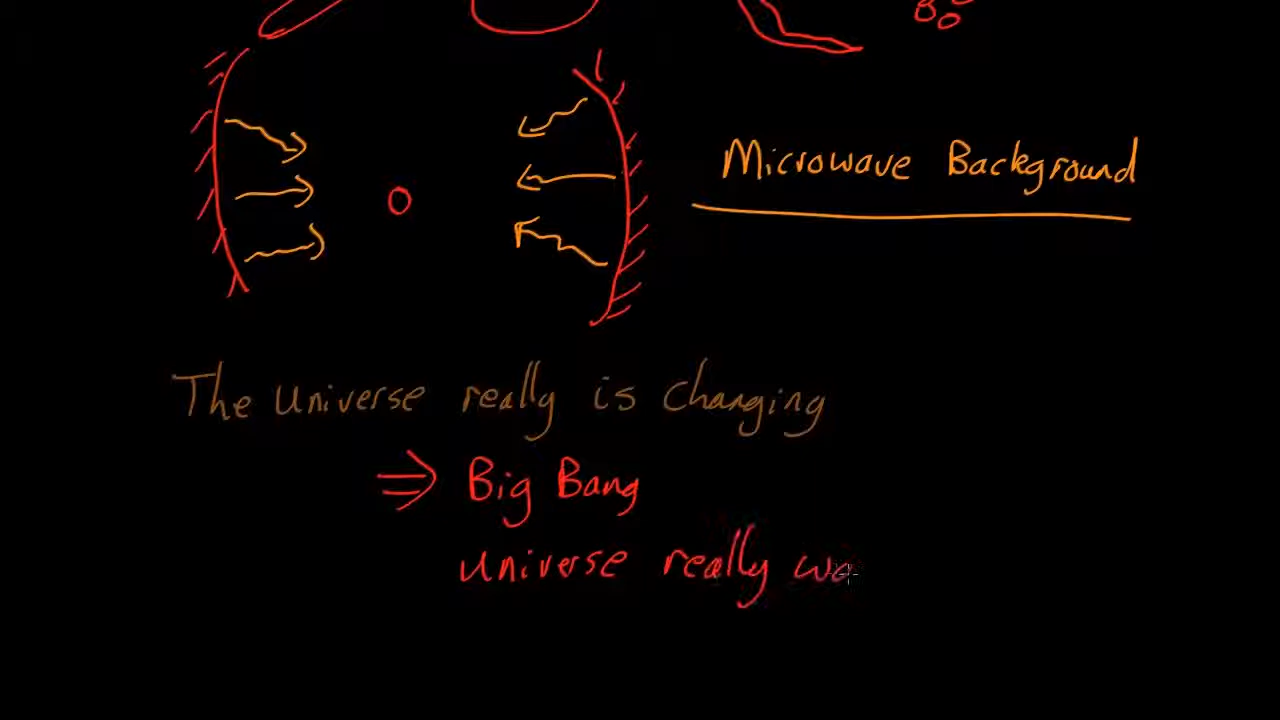 Microwave Background
The Universe really is changing
⇒ Big Bang
Universe really